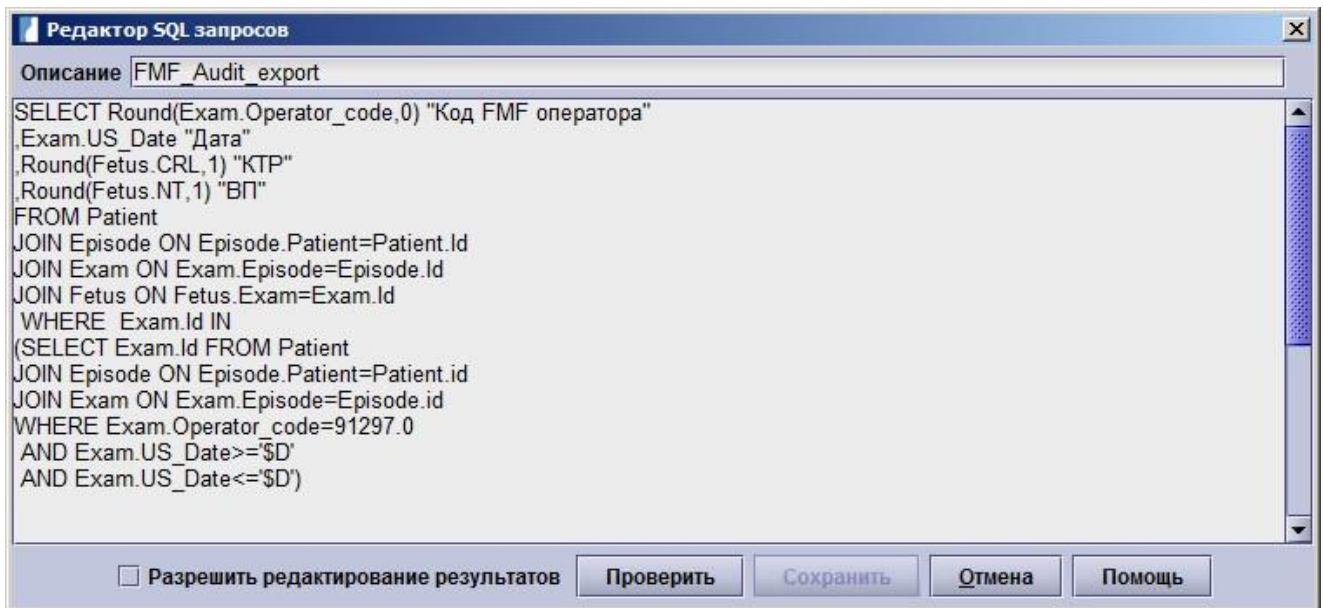 Редактор SQL запросов
Описание FMF_Audit_export
SELECT Round(Exam.Operator_code,0) "Код FMF оператора"
,Exam.US_Date "Дата"
,Round(Fetus.CRL,1) "КТР"
,Round(Fetus.NT,1) "ВП"
FROM Patient
JOIN Episode ON Episode.Patient=Patient.Id
JOIN Exam ON Exam.Episode=Episode.Id
JOIN Fetus ON Fetus.Exam=Exam.Id
WHERE Exam.Id IN
(SELECT Exam.Id FROM Patient
JOIN Episode ON Episode.Patient=Patient.id
JOIN Exam ON Exam.Episode=Episode.id
WHERE Exam.Operator_code=91297.0
AND Exam.US_Date>='$D'
AND Exam.US_Date<='$D')
Разрешить редактирование результатов Проверить Сохранить Отмена Помощь